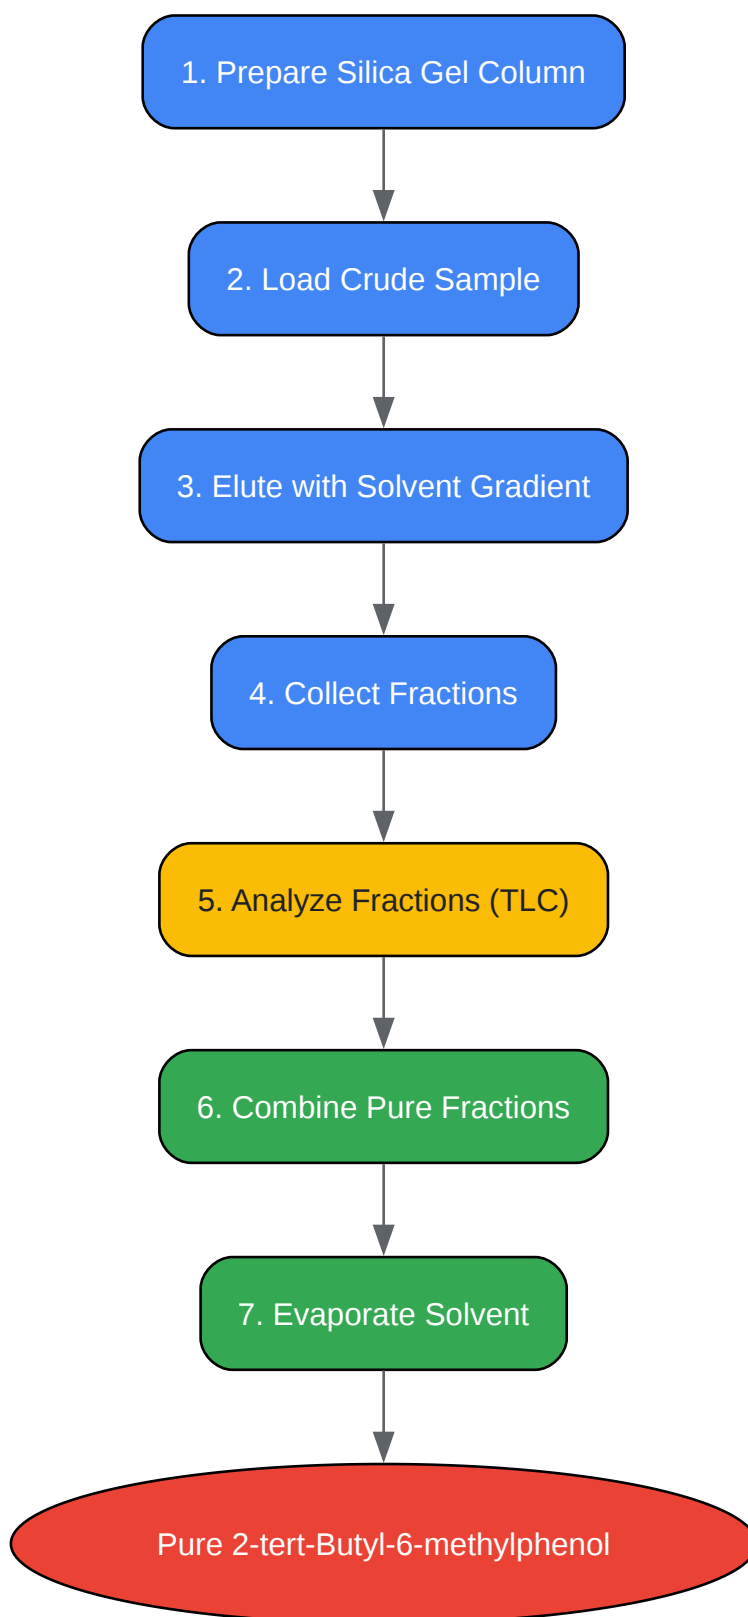 1. Prepare Silica Gel Column
2. Load Crude Sample
3. Elute with Solvent Gradient
4. Collect Fractions
5. Analyze Fractions (TLC)
6. Combine Pure Fractions
7. Evaporate Solvent
Pure 2-tert-Butyl-6-methylphenol